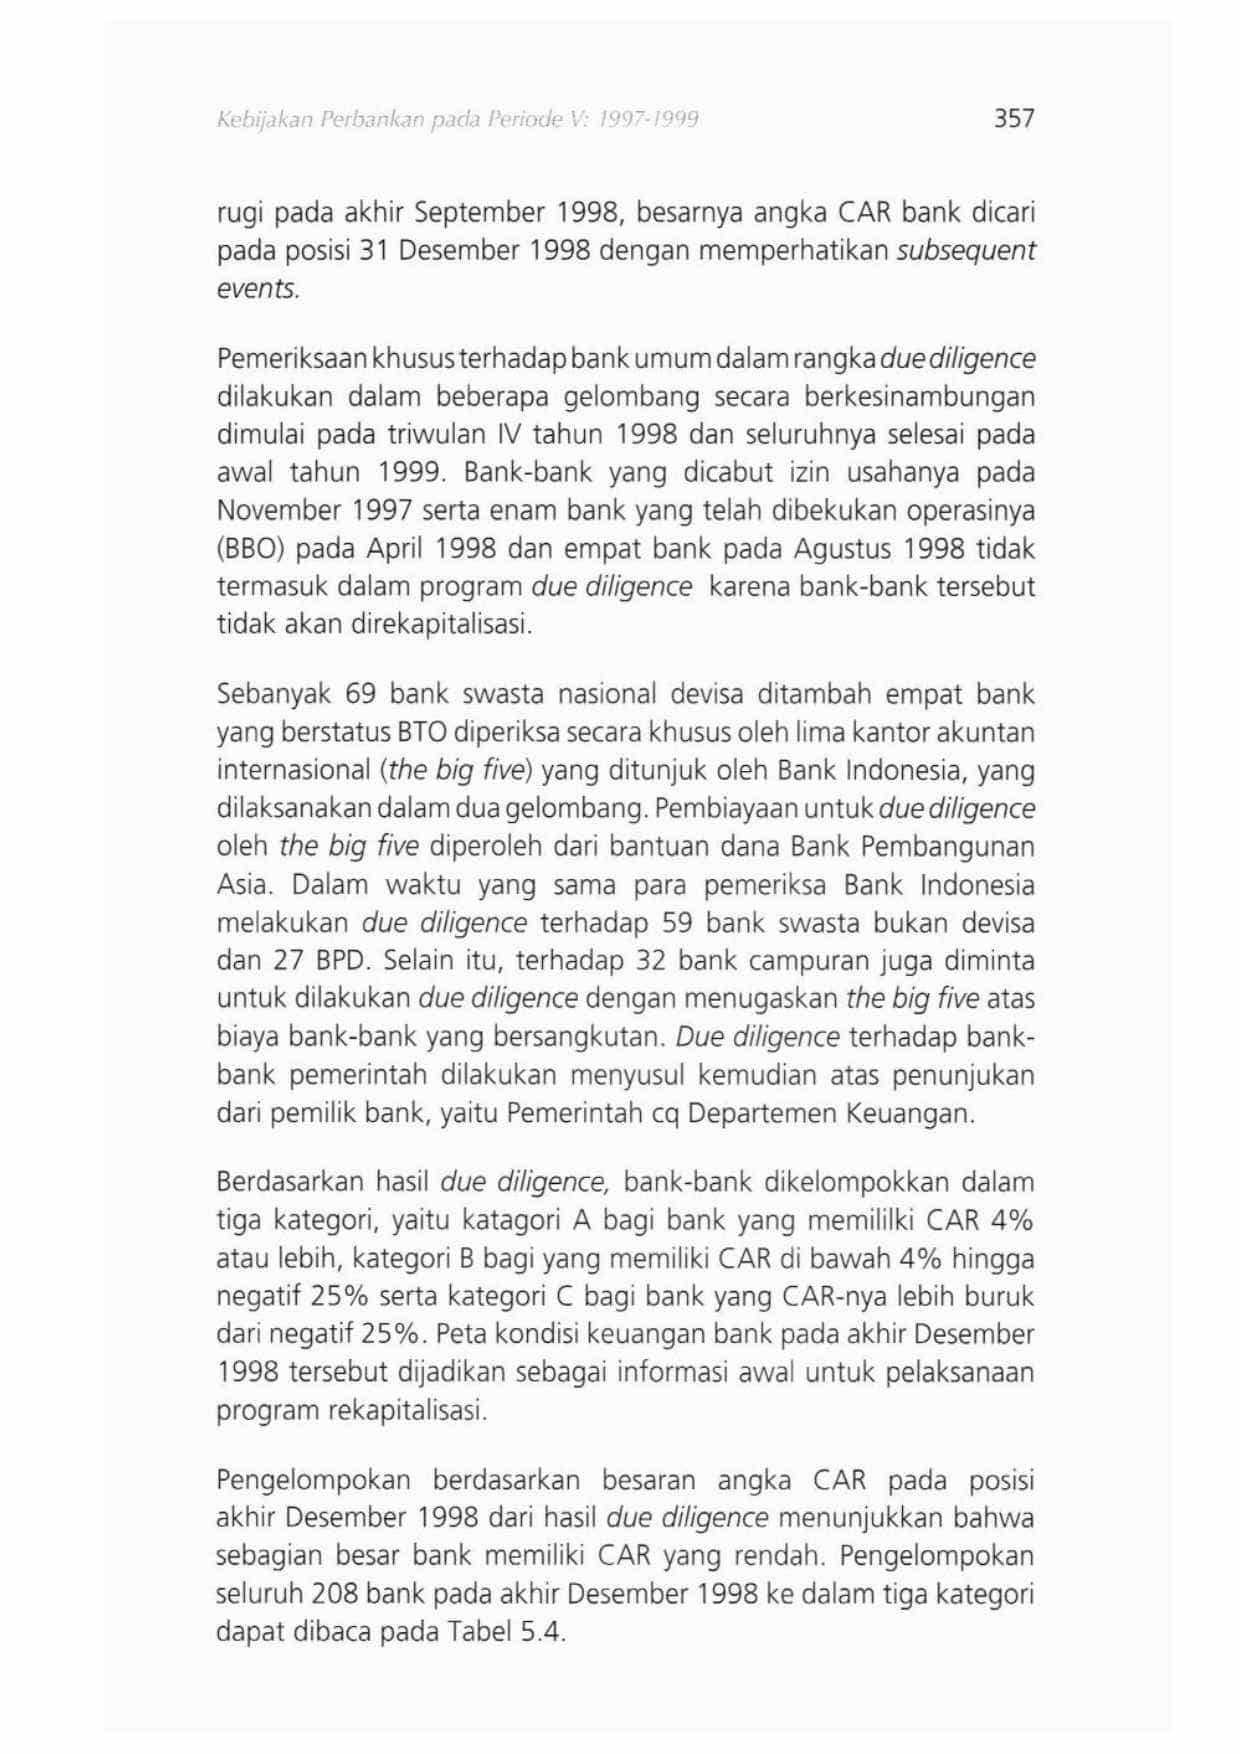 Kebijakan Perbankan pada Periode V: 1997-1999 357
rugi pada akhir September 1998, besarnya angka CAR bank dicari
pada posisi 31 Desember 1998 dengan memperhatikan subsequent
events.
Pemeriksaan khusus terhadap bank umum dalam rangka due diligence
dilakukan dalam beberapa gelombang secara berkesinambungan
dimulai pada triwulan IV tahun 1998 dan seluruhnya selesai pada
awal tahun 1999. Bank-bank yang dicabut izin usahanya pada
November 1997 serta enam bank yang telah dibekukan operasinya
(BBO) pada April 1998 dan empat bank pada Agustus 1998 tidak
termasuk dalam program due diligence karena bank-bank tersebut
tidak akan direkapitalisasi.
Sebanyak 69 bank swasta nasional devisa ditambah empat bank
yang berstatus BTO diperiksa secara khusus oleh lima kantor akuntan
internasional (the big five) yang ditunjuk oleh Bank Indonesia, yang
dilaksanakan dalam dua gelombang. Pembiayaan untuk due diligence
oleh the big five diperoleh dari bantuan dana Bank Pembangunan
Asia. Dalam waktu yang sama para pemeriksa Bank Indonesia
melakukan due diligence terhadap 59 bank swasta bukan devisa
dan 27 BPD. Selain itu, terhadap 32 bank campuran juga diminta
untuk dilakukan due diligence dengan menugaskan the big five atas
biaya bank-bank yang bersangkutan. Due diligence terhadap bank-
bank pemerintah dilakukan menyusul kemudian atas penunjukan
dari pemilik bank, yaitu Pemerintah cq Departemen Keuangan.
Berdasarkan hasil due diligence, bank-bank dikelompokkan dalam
tiga kategori, yaitu katagori A bagi bank yang memililki CAR 4%
atau lebih, kategori B bagi yang memiliki CAR di bawah 4% hingga
negatif 25% serta kategori C bagi bank yang CAR-nya lebih buruk
dari negatif 25%. Peta kondisi keuangan bank pada akhir Desember
1998 tersebut dijadikan sebagai informasi awal untuk pelaksanaan
program rekapitalisasi.
Pengelompokan berdasarkan besaran angka CAR pada posisi
akhir Desember 1998 dari hasil due diligence menunjukkan bahwa
sebagian besar bank memiliki CAR yang rendah. Pengelompokan
seluruh 208 bank pada akhir Desember 1998 ke dalam tiga kategori
dapat dibaca pada Tabel 5.4.